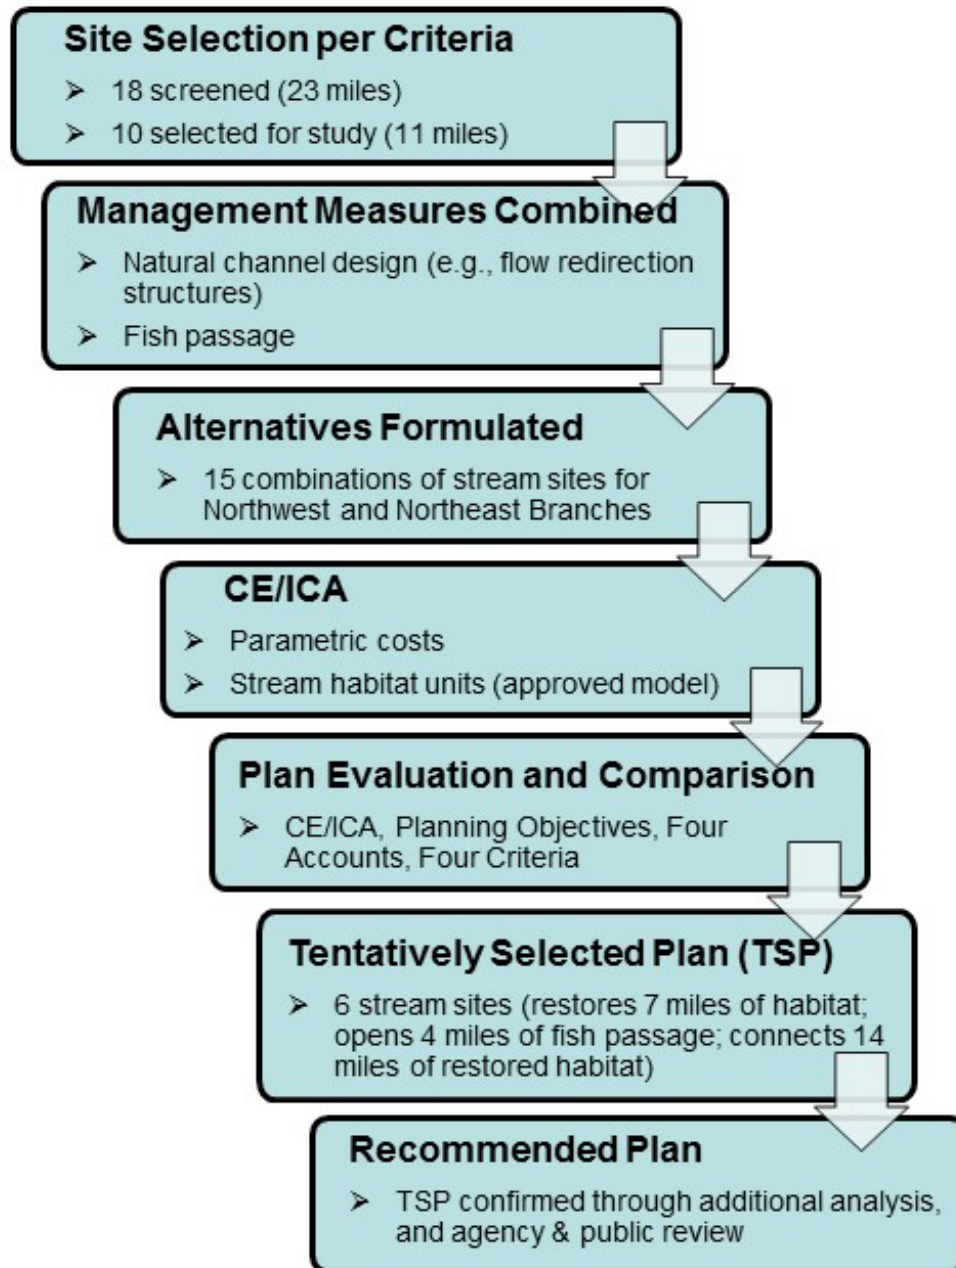 Site Selection per Criteria
➢ 18 screened (23 miles)
➢ 10 selected for study (11 miles)
Management Measures Combined
➢ Natural channel design (e.g., flow redirection
structures)
➢ Fish passage
Alternatives Formulated
➢ 15 combinations of stream sites for
Northwest and Northeast Branches
CE/ICA
➢ Parametric costs
➢ Stream habitat units (approved model)
Plan Evaluation and Comparison
➢ CE/ICA, Planning Objectives, Four
Accounts, Four Criteria
Tentatively Selected Plan (TSP)
➢ 6 stream sites (restores 7 miles of habitat;
opens 4 miles of fish passage; connects 14
miles of restored habitat)
Recommended Plan
➢ TSP confirmed through additional analysis,
and agency & public review